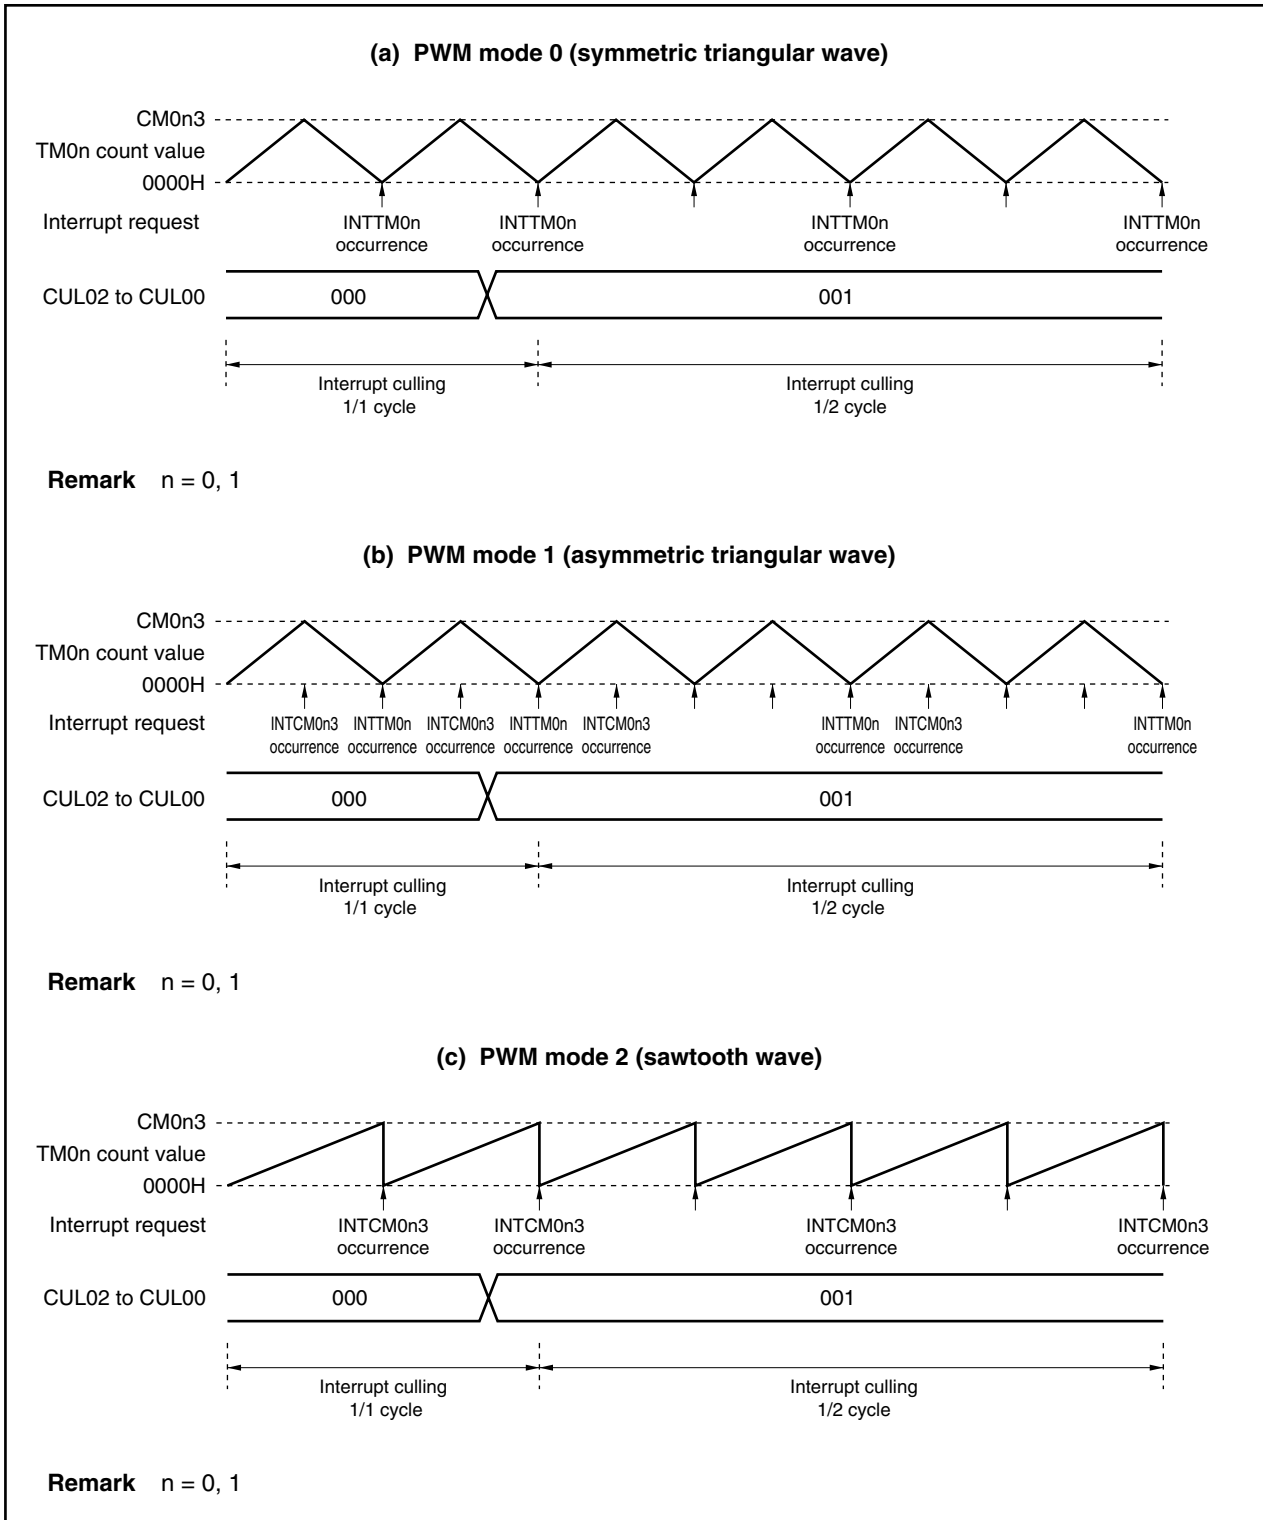 (a) PWM mode 0 (symmetric triangular wave)
CM0n3
TM0n count value
0000H
Interrupt request
INTTM0n occurrence
INTTM0n occurrence
INTTM0n occurrence
INTTM0n occurrence
CUL02 to CUL00
000
001
Interrupt culling
1/1 cycle
Interrupt culling
1/2 cycle
Remark n = 0, 1
(b) PWM mode 1 (asymmetric triangular wave)
CM0n3
TM0n count value
0000H
Interrupt request
INTCM0n3 occurrence
INTTM0n occurrence
INTCM0n3 occurrence
INTTM0n occurrence
INTCM0n3 occurrence
INTTM0n occurrence
INTCM0n3 occurrence
INTTM0n occurrence
CUL02 to CUL00
000
001
Interrupt culling
1/1 cycle
Interrupt culling
1/2 cycle
Remark n = 0, 1
(c) PWM mode 2 (sawtooth wave)
CM0n3
TM0n count value
0000H
Interrupt request
INTCM0n3 occurrence
INTCM0n3 occurrence
INTCM0n3 occurrence
INTCM0n3 occurrence
CUL02 to CUL00
000
001
Interrupt culling
1/1 cycle
Interrupt culling
1/2 cycle
Remark n = 0, 1